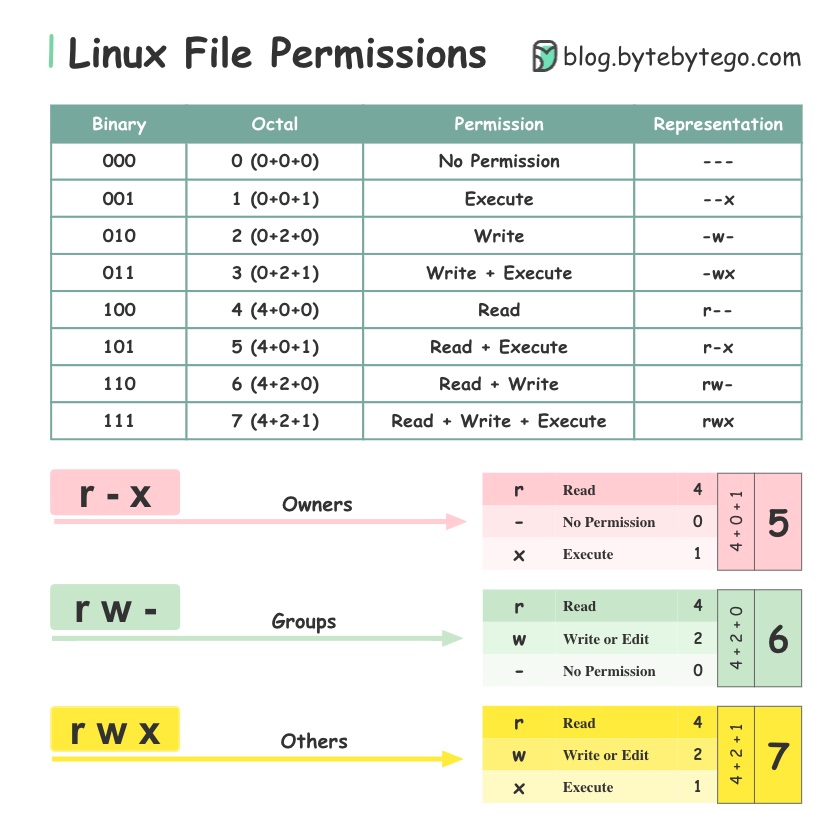 Linux File Permissions
blog.bytebytego.com
Binary Octal Permission Representation
000 0 (0+0+0) No Permission ---
001 1 (0+0+1) Execute --x
010 2 (0+2+0) Write -w-
011 3 (0+2+1) Write + Execute -wx
100 4 (4+0+0) Read r--
101 5 (4+0+1) Read + Execute r-x
110 6 (4+2+0) Read + Write rw-
111 7 (4+2+1) Read + Write + Execute rwx
r - x
Owners
r Read 4
- No Permission 0
x Execute 1
4+0+1
5
r w -
Groups
r Read 4
w Write or Edit 2
- No Permission 0
4+2+0
6
r w x
Others
r Read 4
w Write or Edit 2
x Execute 1
4+2+1
7